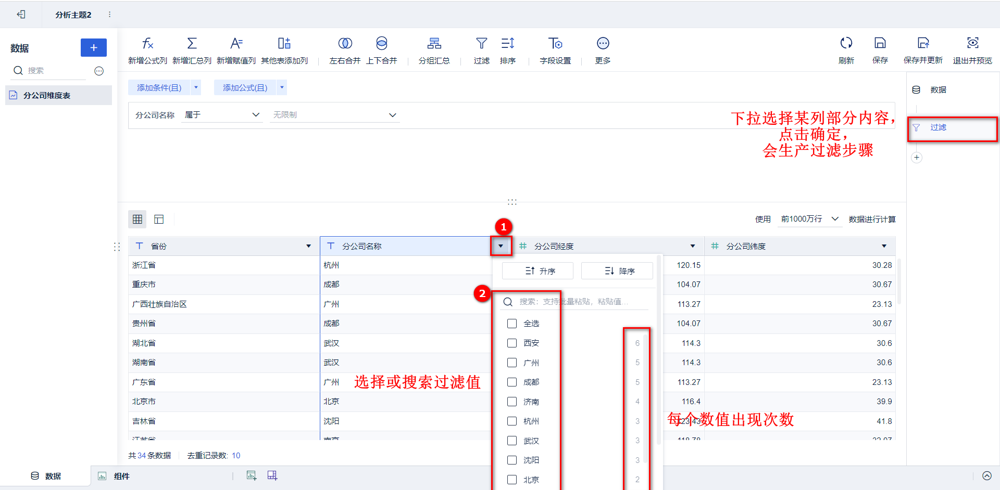 分析主题2
数据
+
搜索
分公司维度表
新增公式列
新增汇总列
新增赋值列
其他表添加列
左右合并
上下合并
分组汇总
过滤
排序
字段设置
更多
刷新
保存
保存并更新
退出并预览
添加条件(且)
添加公式(且)
分公司名称 属于 无限制
下拉选择某列部分内容，
点击确定，
会生产过滤步骤
数据
过滤
使用 前1000万行 数据进行计算
1
省份 分公司名称 分公司经度 分公司纬度
浙江省 杭州 120.15 30.28
重庆市 成都 104.07 30.67
广西壮族自治区 广州 113.27 23.13
贵州省 成都 104.07 30.67
湖北省 武汉 114.3 30.6
湖南省 武汉 114.3 30.6
广东省 广州 113.27 23.13
北京市 北京 116.4 39.9
吉林省 沈阳 123.43 41.8
江苏省 南京 118.78 32.07
升序 降序
2
搜索：支持批量粘贴，粘贴值...
全选
西安 6
广州 5
成都 5
济南 4
杭州 3
武汉 3
沈阳 3
北京 2
选择或搜索过滤值
每个数值出现次数
共34条数据 去重记录数: 10
数据
组件